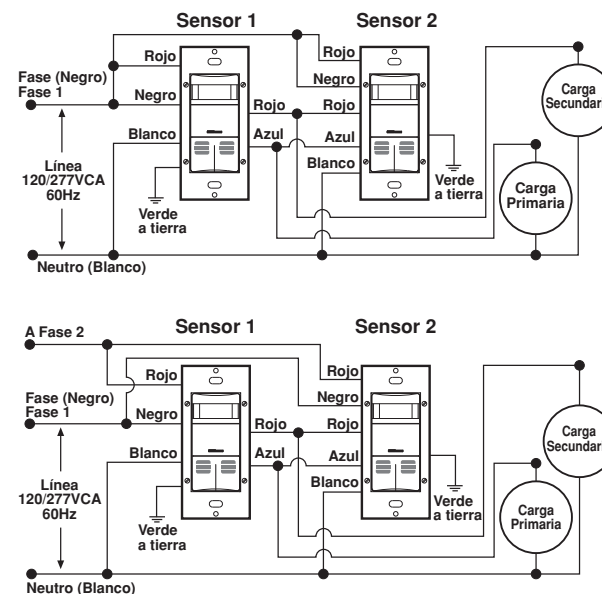 Sensor 1
Sensor 2
Rojo
Rojo
Fase (Negro)
Fase 1
Negro
Negro
Rojo
Rojo
Carga
Blanco
Azul
Azul
Blanco
Línea
120/277VCA
60Hz
Verde
a tierra
Verde
a tierra
Carga
Primaria
Neutro (Blanco)
Sensor 1
Sensor 2
A Fase 2
Rojo
Rojo
Fase (Negro)
Fase 1
Negro
Negro
Rojo
Rojo
Carga
Blanco
Azul
Azul
Blanco
Línea
120/277VCA
60Hz
Verde
a tierra
Verde
a tierra
Carga
Primaria
Neutro (Blanco)